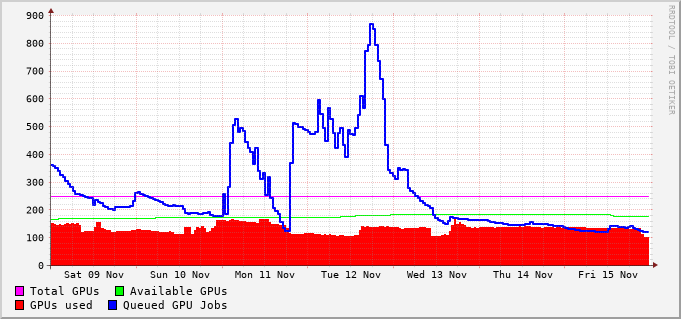 900
800
700
600
500
400
300
200
100
0
Sat 09 Nov Sun 10 Nov Mon 11 Nov Tue 12 Nov Wed 13 Nov Thu 14 Nov Fri 15 Nov
Total GPUs Available GPUs
GPUs used Queued GPU Jobs
RRDTOOL / TOBI OETIKER